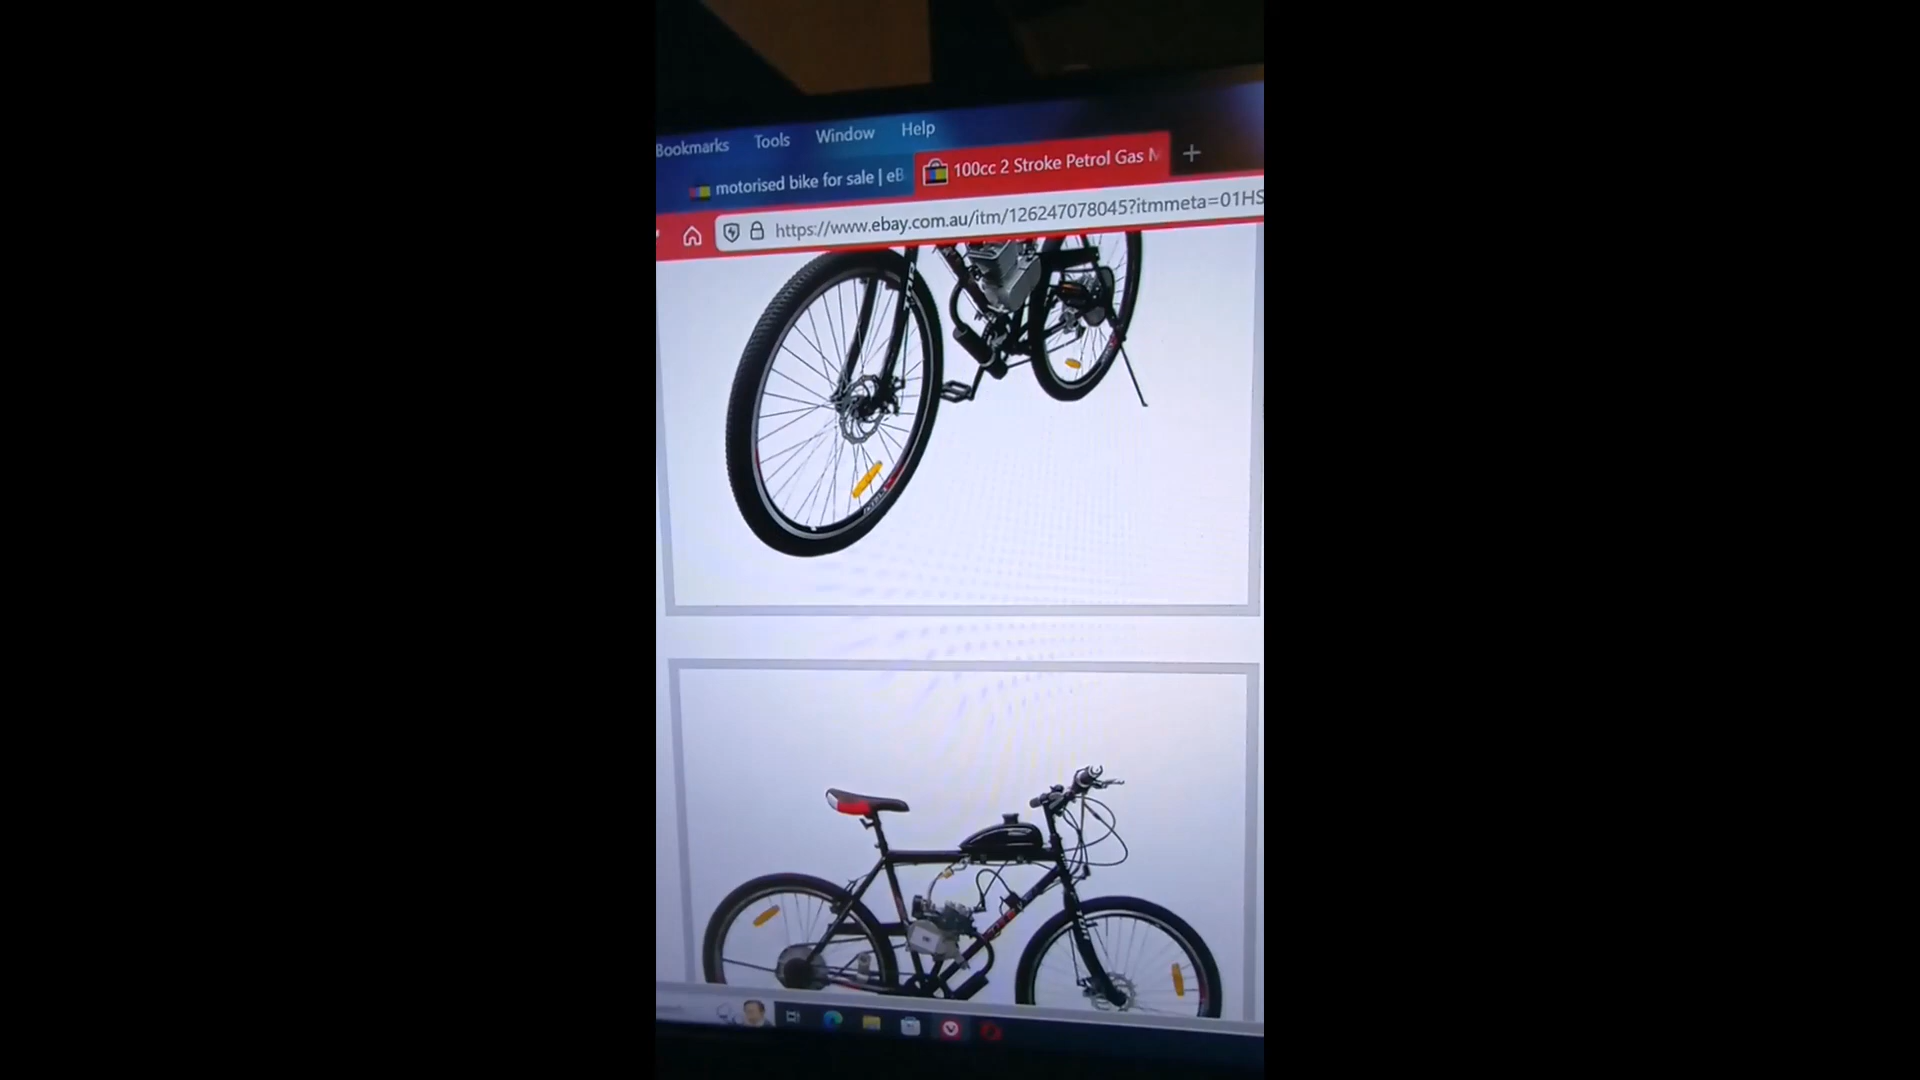 Bookmarks Tools Window Help
motorised bike for sale | eB
100cc 2 Stroke Petrol Gas M
https://www.ebay.com.au/itm/126247078045?itmmeta=01HS